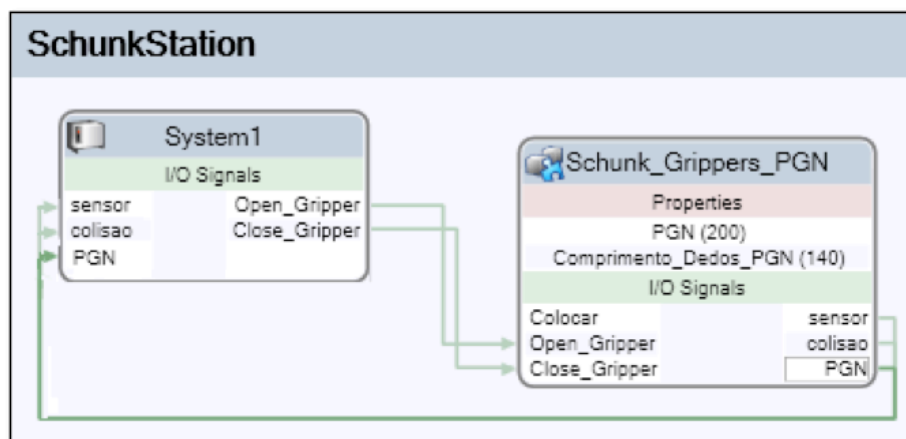 SchunkStation
System1
I/O Signals
sensor Open_Gripper
colisao Close_Gripper
PGN
Schunk_Grippers_PGN
Properties
PGN (200)
Comprimento_Dedos_PGN (140)
I/O Signals
Colocar sensor
Open_Gripper colisao
Close_Gripper PGN